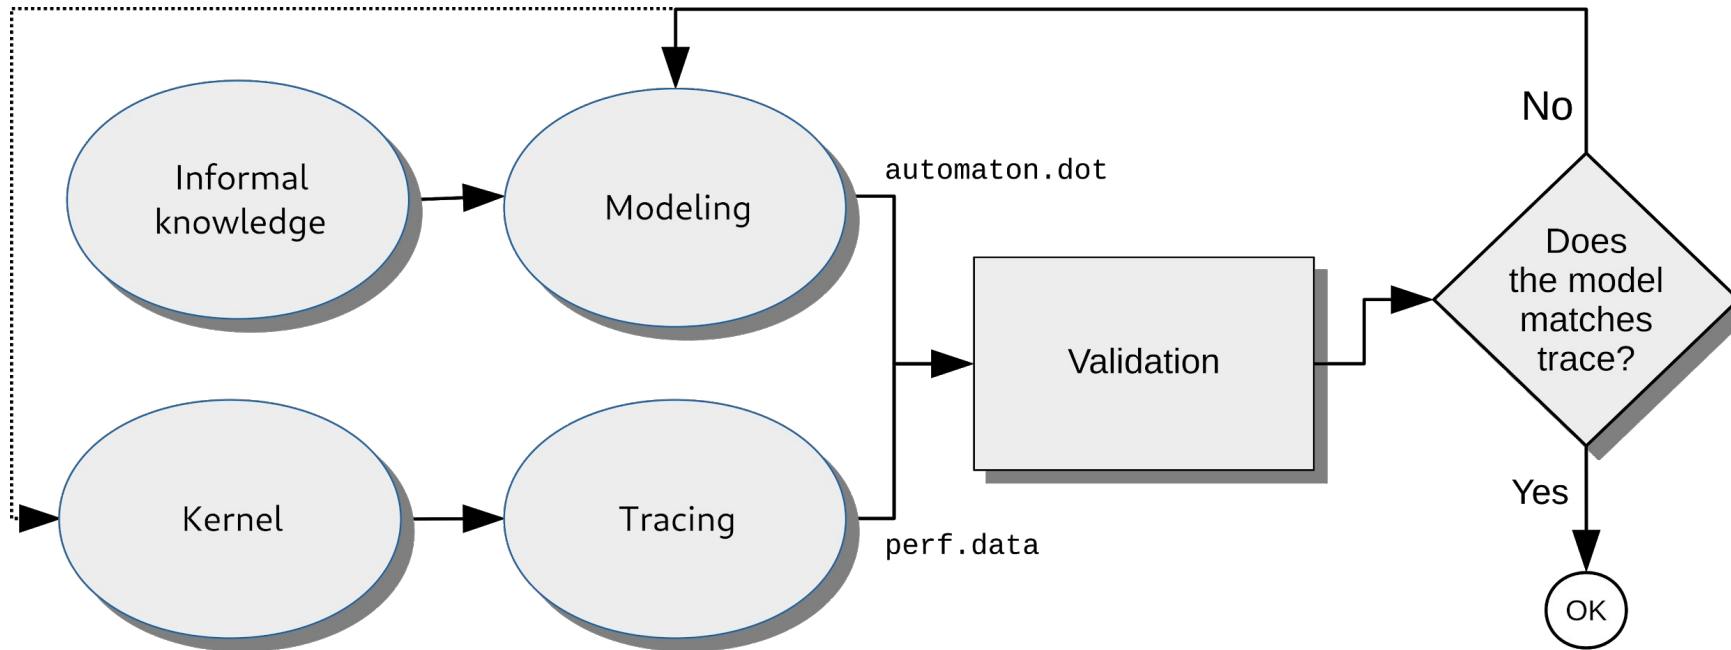 No
automaton.dot
Informal
knowledge
Modeling
Does
the model
matches
trace?
Validation
Yes
Kernel
Tracing
perf.data
OK